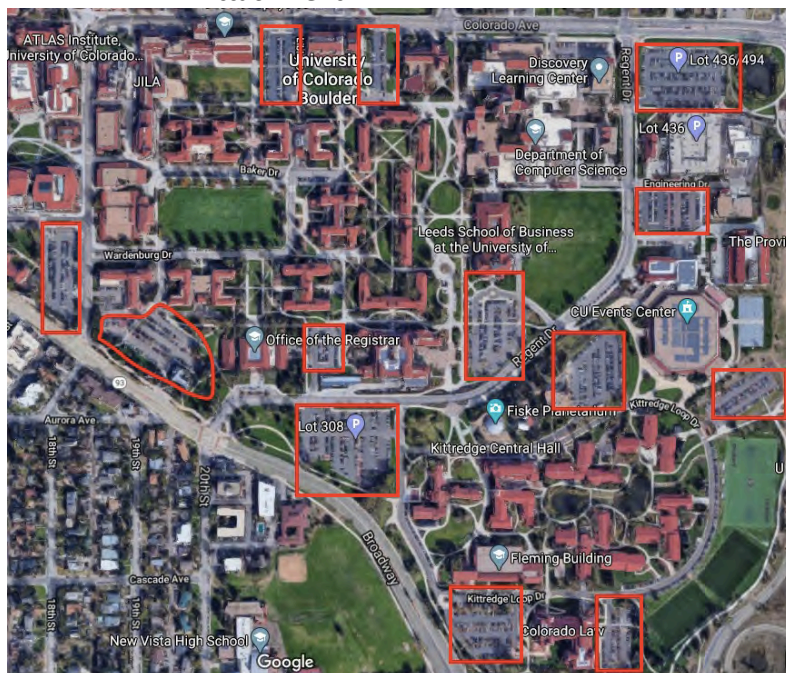 Colorado Ave
ATLAS Institute,
University of Colorado...
JILA
University
of Colorado
Boulder
Discovery
Learning Center
Regent Dr
P
Lot 436/494
Lot 436
P
Department of
Computer Science
Baker Dr
Engineering Dr
Leeds School of Business
at the University of...
The Provi
Wardenburg Dr
CU Events Center
Office of the Registrar
Regent Dr
93
Fiske Planetarium
Kittredge Loop Dr
Aurora Ave
18th St
19th St
20th St
Lot 308
P
Kittredge Central Hall
U
Broadway
Fleming Building
Cascade Ave
Kittredge Loop Dr
18th St
19th St
New Vista High School
Colorado Law
Google